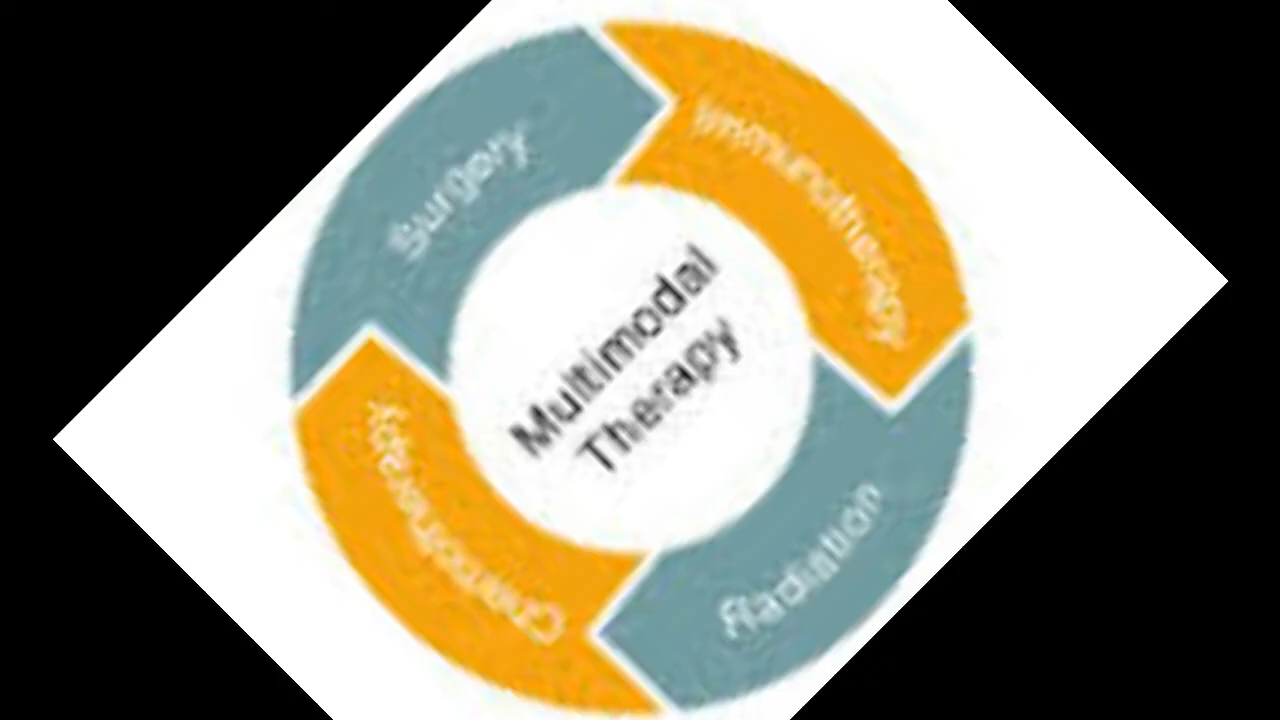 Surgery
Immunotherapy
Multimodal
Therapy
Radiation
Chemotherapy